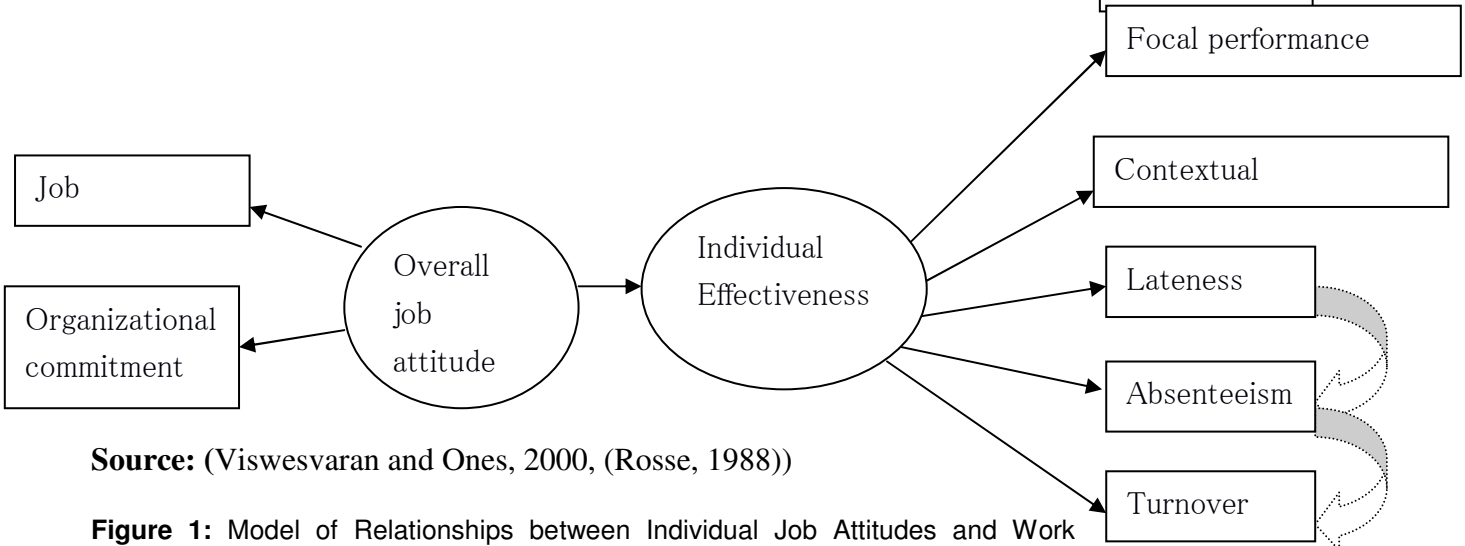 Focal performance
Contextual
Job
Individual
Effectiveness
Overall
job
attitude
Lateness
Organizational
commitment
Absenteeism
Source: (Viswesvaran and Ones, 2000, (Rosse, 1988))
Turnover
Figure 1: Model of Relationships between Individual Job Attitudes and Work